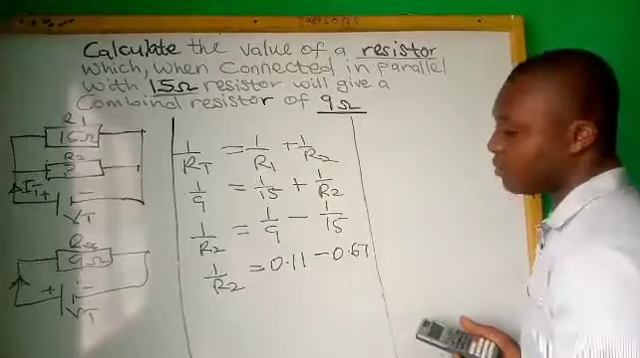 Calculate the value of a resistor
which, when connected in parallel
with 15Ω resistor will give a
Combind resistor of 9Ω
R1
15Ω
R2
?
IT + -
VT
9Ω
+ -
VT
1/RT = 1/R1 + 1/R2
1/9 = 1/15 + 1/R2
1/R2 = 1/9 - 1/15
1/R2 = 0.11 - 0.67